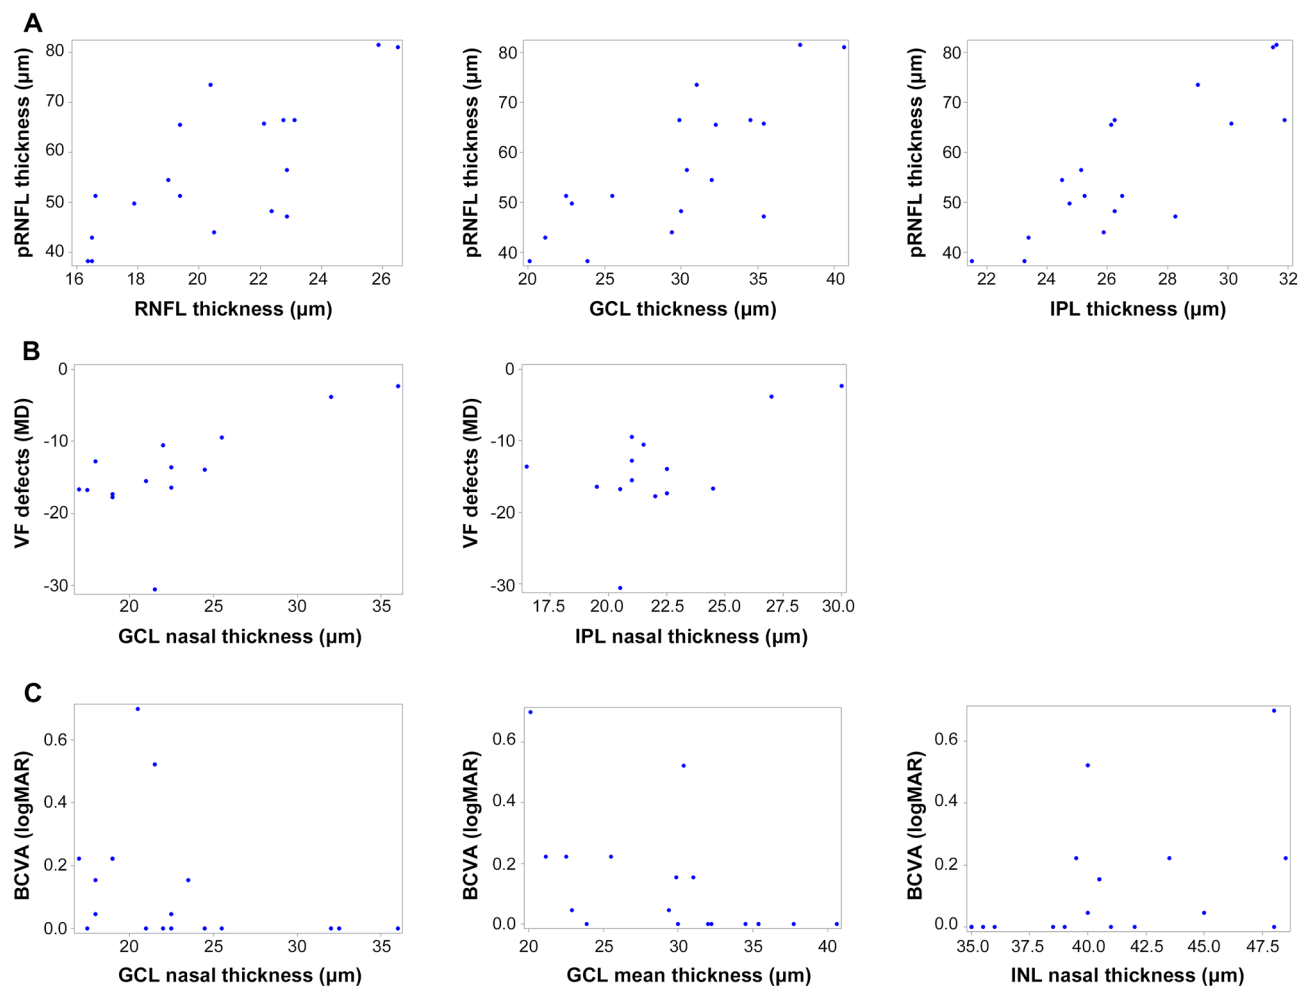 A
80
70
60
50
40
16 18 20 22 24 26
pRNFL thickness (µm)
RNFL thickness (µm)
80
70
60
50
40
20 25 30 35 40
pRNFL thickness (µm)
GCL thickness (µm)
80
70
60
50
40
22 24 26 28 30 32
pRNFL thickness (µm)
IPL thickness (µm)
B
0
-10
-20
-30
20 25 30 35
VF defects (MD)
GCL nasal thickness (µm)
0
-10
-20
-30
17.5 20.0 22.5 25.0 27.5 30.0
VF defects (MD)
IPL nasal thickness (µm)
C
0.6
0.4
0.2
0.0
20 25 30 35
BCVA (logMAR)
GCL nasal thickness (µm)
0.6
0.4
0.2
0.0
20 25 30 35 40
BCVA (logMAR)
GCL mean thickness (µm)
0.6
0.4
0.2
0.0
35.0 37.5 40.0 42.5 45.0 47.5
BCVA (logMAR)
INL nasal thickness (µm)